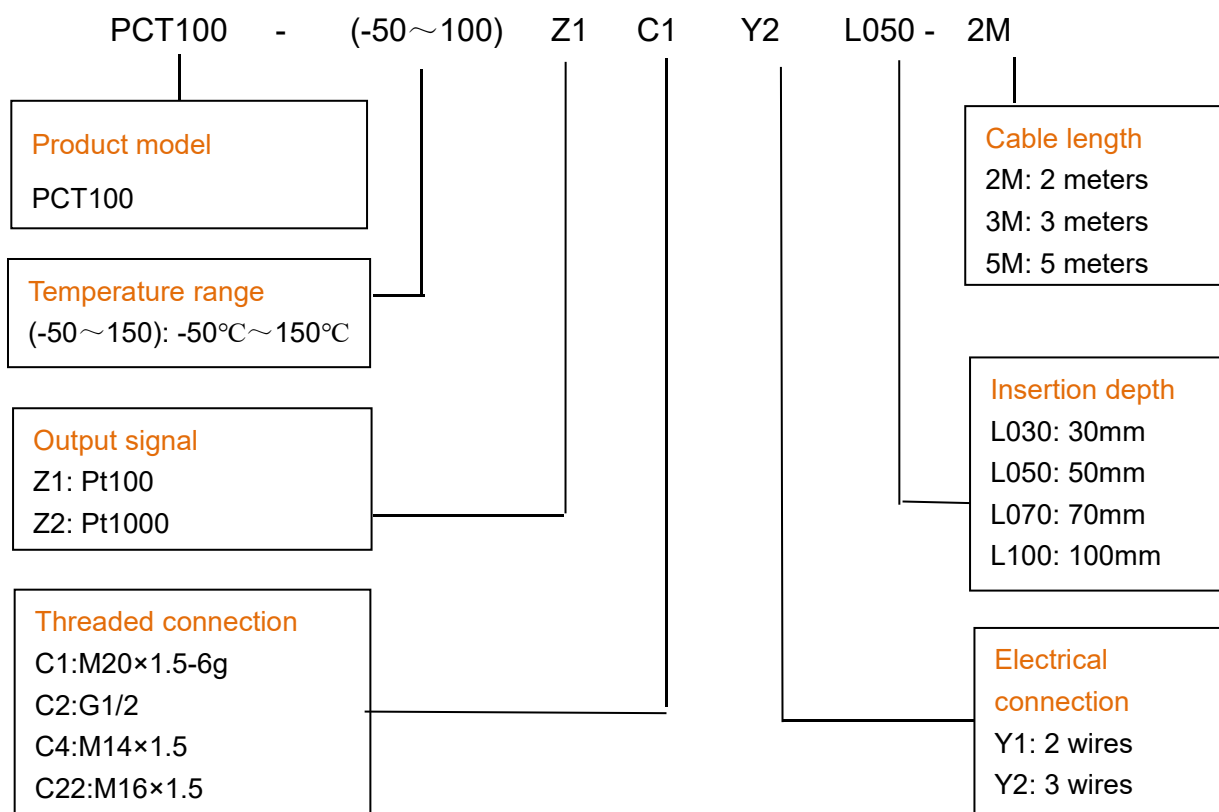 PCT100 - (-50～100) Z1 C1 Y2 L050 - 2M
Product model
PCT100
Temperature range
(-50～150): -50℃～150℃
Output signal
Z1: Pt100
Z2: Pt1000
Threaded connection
C1:M20×1.5-6g
C2:G1/2
C4:M14×1.5
C22:M16×1.5
Cable length
2M: 2 meters
3M: 3 meters
5M: 5 meters
Insertion depth
L030: 30mm
L050: 50mm
L070: 70mm
L100: 100mm
Electrical
connection
Y1: 2 wires
Y2: 3 wires